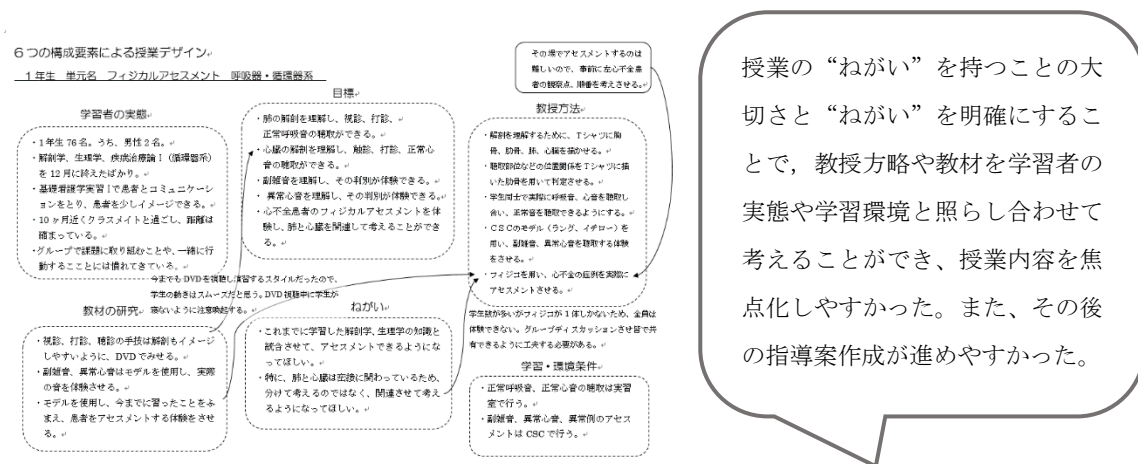 6つの構成要素による授業デザイン
1年生 単元名 フィジカルアセスメント 呼吸器・循環器系
その場でアセスメントするのは
難しいので、事前に左心不全患
者の観察点、順番を考えさせる。
学習者の実態
・1年生76名。うち、男性2名。
・解剖学、生理学、疾病治療論Ⅰ(循環器系)
を12月に終えたばかり。
・基礎看護学実習Ⅰで患者とコミュニケーシ
ョンをとり、患者を少しイメージできる。
・10ヶ月近くクラスメイトと過ごし、距離は
縮まっている。
・グループで課題に取り組むことや、一緒に行
動することには慣れてきている。
目標
・肺の解剖を理解し、視診、打診、
正常呼吸音の聴取ができる。
・心臓の解剖を理解し、触診、打診、正常心
音の聴取ができる。
・副雑音を理解し、その判別が体験できる。
・異常心音を理解し、その判別が体験できる。
・心不全患者のフィジカルアセスメントを体
験し、肺と心臓を関連して考えることができ
る。
教授方法
・解剖を理解するために、Tシャツに胸
骨、肋骨、肺、心臓を描かせる。
・聴取部位などの位置関係をTシャツに描
いた肋骨を用いて判定させる。
・学生同士で実際に呼吸音、心音を聴取し
合い、正常音を聴取できるようにする。
・CSCのモデル(ラング、イチロー)を
用い、副雑音、異常心音を聴取する体験
をさせる。
・フィジコを用い、心不全の症例を実際に
アセスメントさせる。
今までもDVDを視聴し演習するスタイルだったので、
学生の動きはスムーズだと思う。DVD視聴中に学生が
寝ないように注意喚起する。
教材の研究
・視診、打診、聴診の手技は解剖もイメージ
しやすいように、DVDでみせる。
・副雑音、異常心音はモデルを使用し、実際
の音を体験させる。
・モデルを使用し、今までに習ったことをふ
まえ、患者をアセスメントする体験をさせ
る。
ねがい
・これまでに学習した解剖学、生理学の知識と
統合させて、アセスメントできるようにな
ってほしい。
・特に、肺と心臓は密接に関わっているため、
分けて考えるのではなく、関連させて考え
るようになってほしい。
学生数が多いがフィジコが1体しかないため、全員は
体験できない。グループディスカッションさせ皆で共
有できるように工夫する必要がある。
学習・環境条件
・正常呼吸音、正常心音の聴取は実習
室で行う。
・副雑音、異常心音、異常例のアセス
メントはCSCで行う。
授業の“ねがい”を持つことの大
切さと“ねがい”を明確にするこ
とで，教授方略や教材を学習者の
実態や学習環境と照らし合わせて
考えることができ、授業内容を焦
点化しやすかった。また、その後
の指導案作成が進めやすかった。